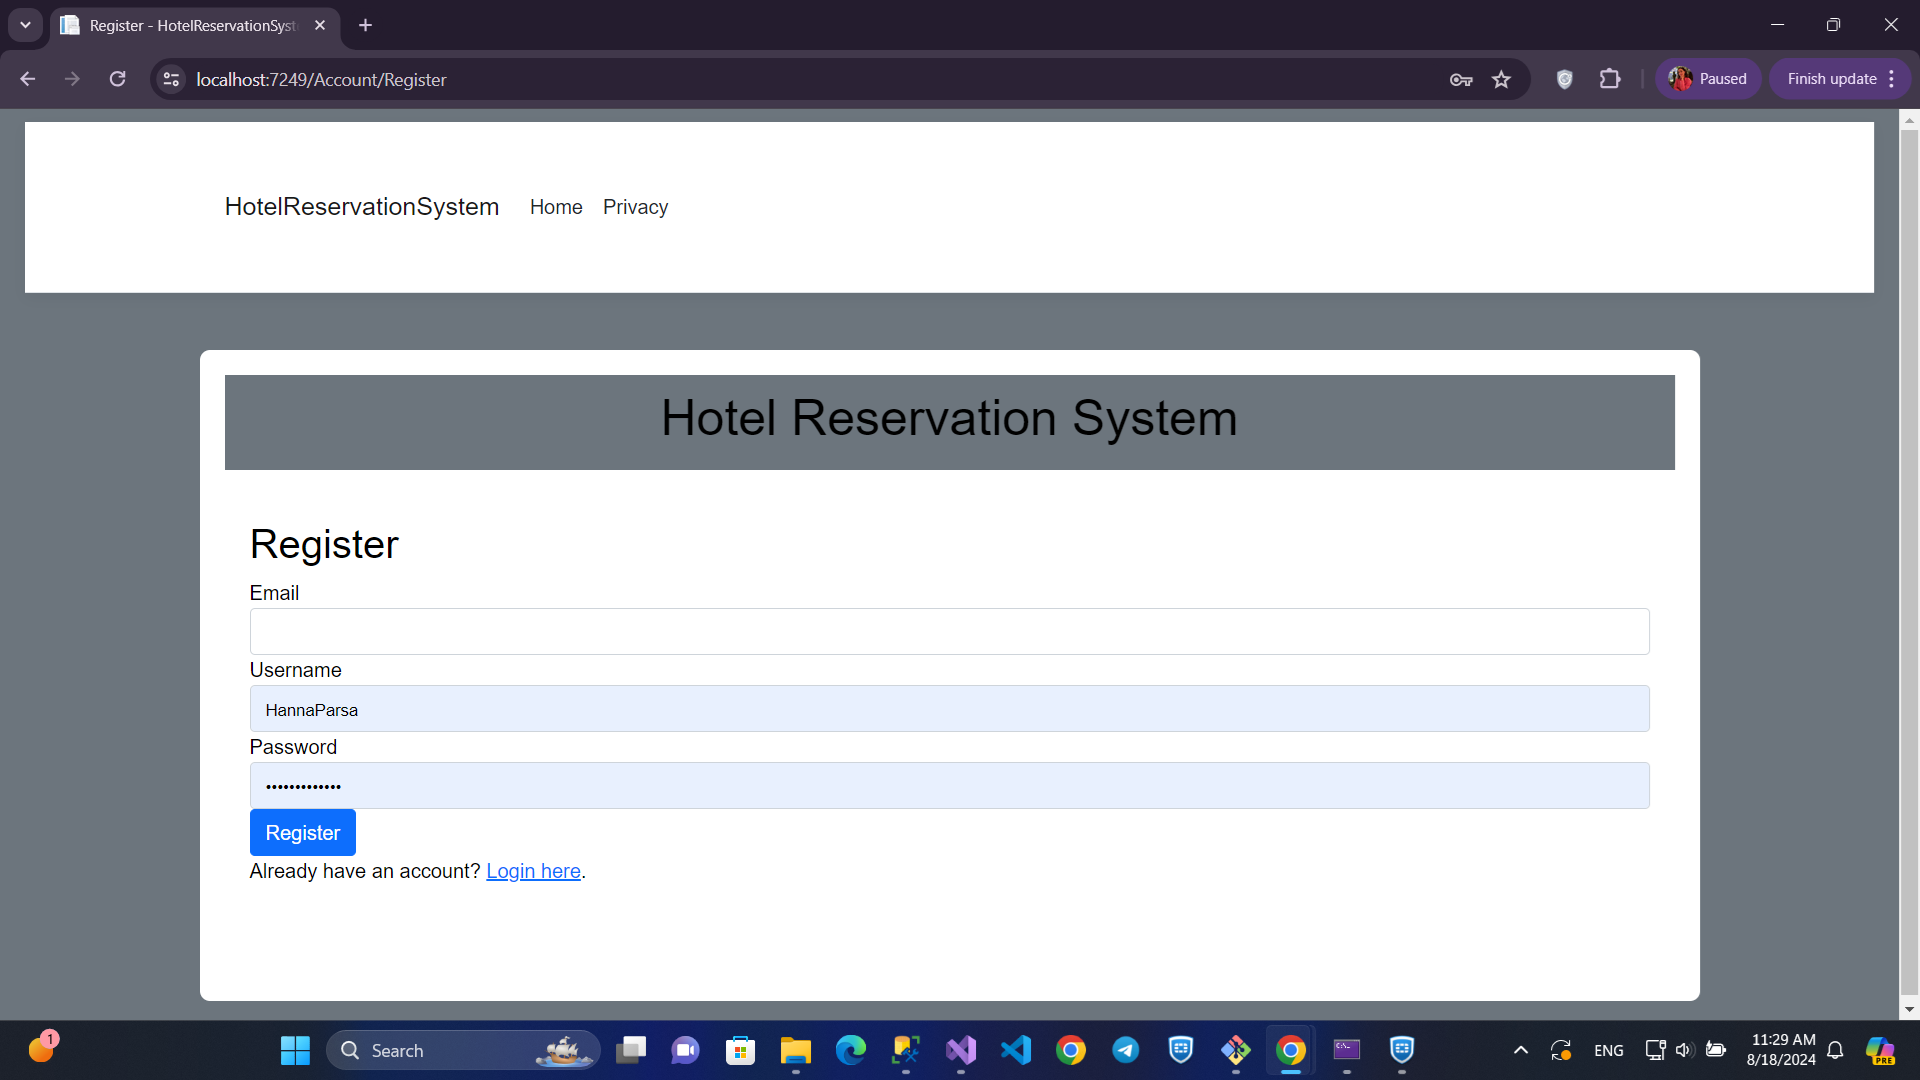 Register - HotelReservationSyst
localhost:7249/Account/Register
Paused
Finish update
HotelReservationSystem
Home
Privacy
Hotel Reservation System
Register
Email
Username
HannaParsa
Password
•••••••••••••
Register
Already have an account? Login here.
1
Search
ENG
11:29 AM
8/18/2024
PRE